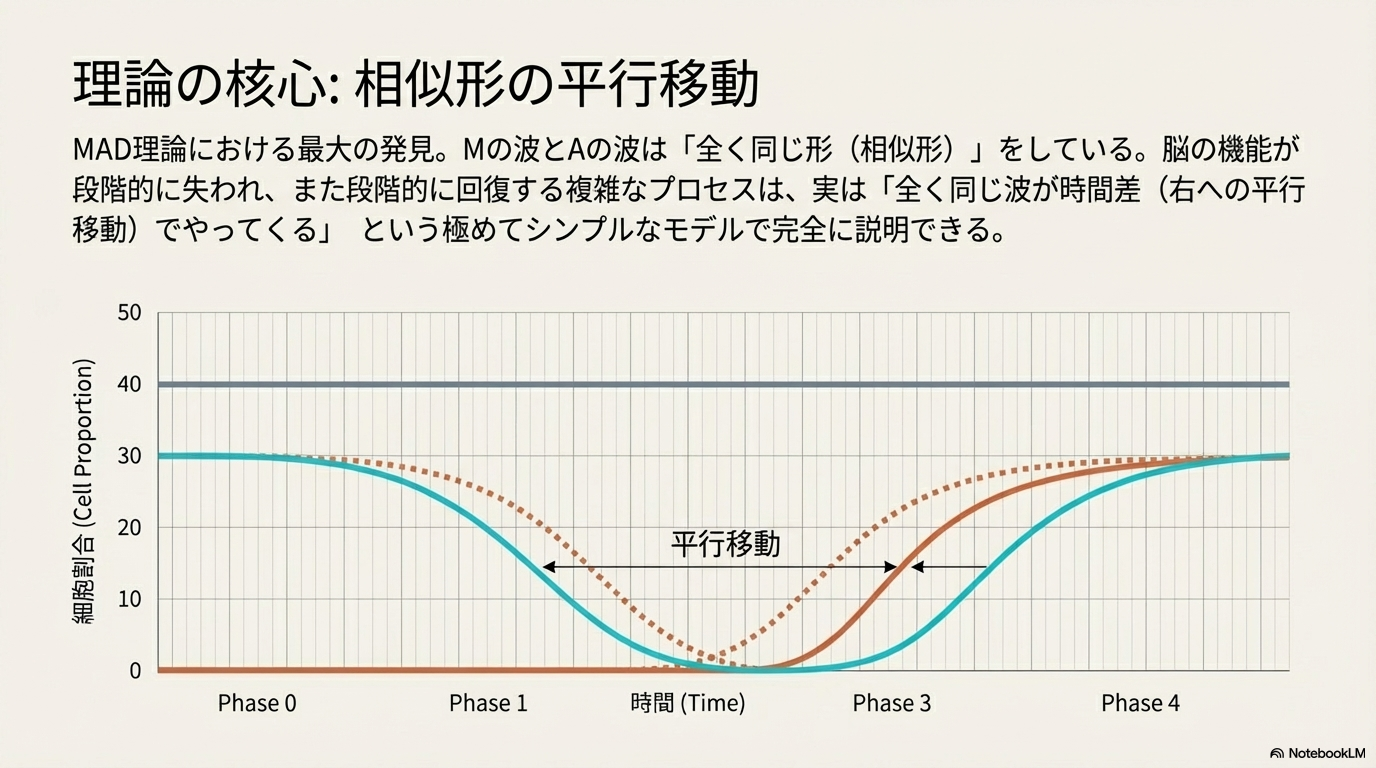 理論の核心: 相似形の平行移動
MAD理論における最大の発見。Mの波とAの波は「全く同じ形（相似形）」をしている。脳の機能が
段階的に失われ、また段階的に回復する複雑なプロセスは、実は「全く同じ波が時間差（右への平行
移動）でやってくる」 という極めてシンプルなモデルで完全に説明できる。
細胞割合 (Cell Proportion)
50
40
30
20
10
0
平行移動
Phase 0
Phase 1
時間 (Time)
Phase 3
Phase 4
NotebookLM